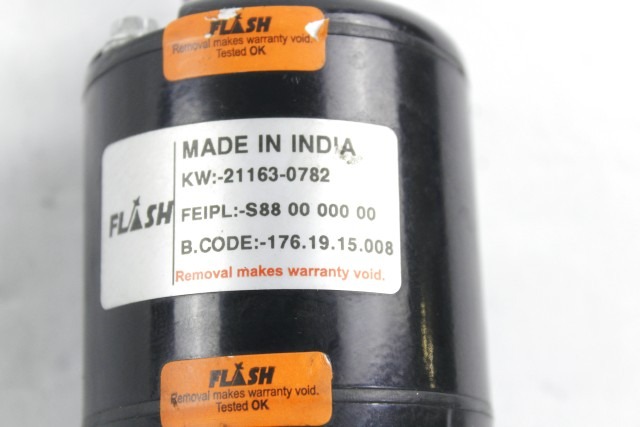 FLASH
Removal makes warranty void.
Tested OK
MADE IN INDIA
KW:-21163-0782
FLASH
FEIPL:-S88 00 000 00
B.CODE:-176.19.15.008
Removal makes warranty void.
FLASH
Removal makes warranty void.
Tested OK